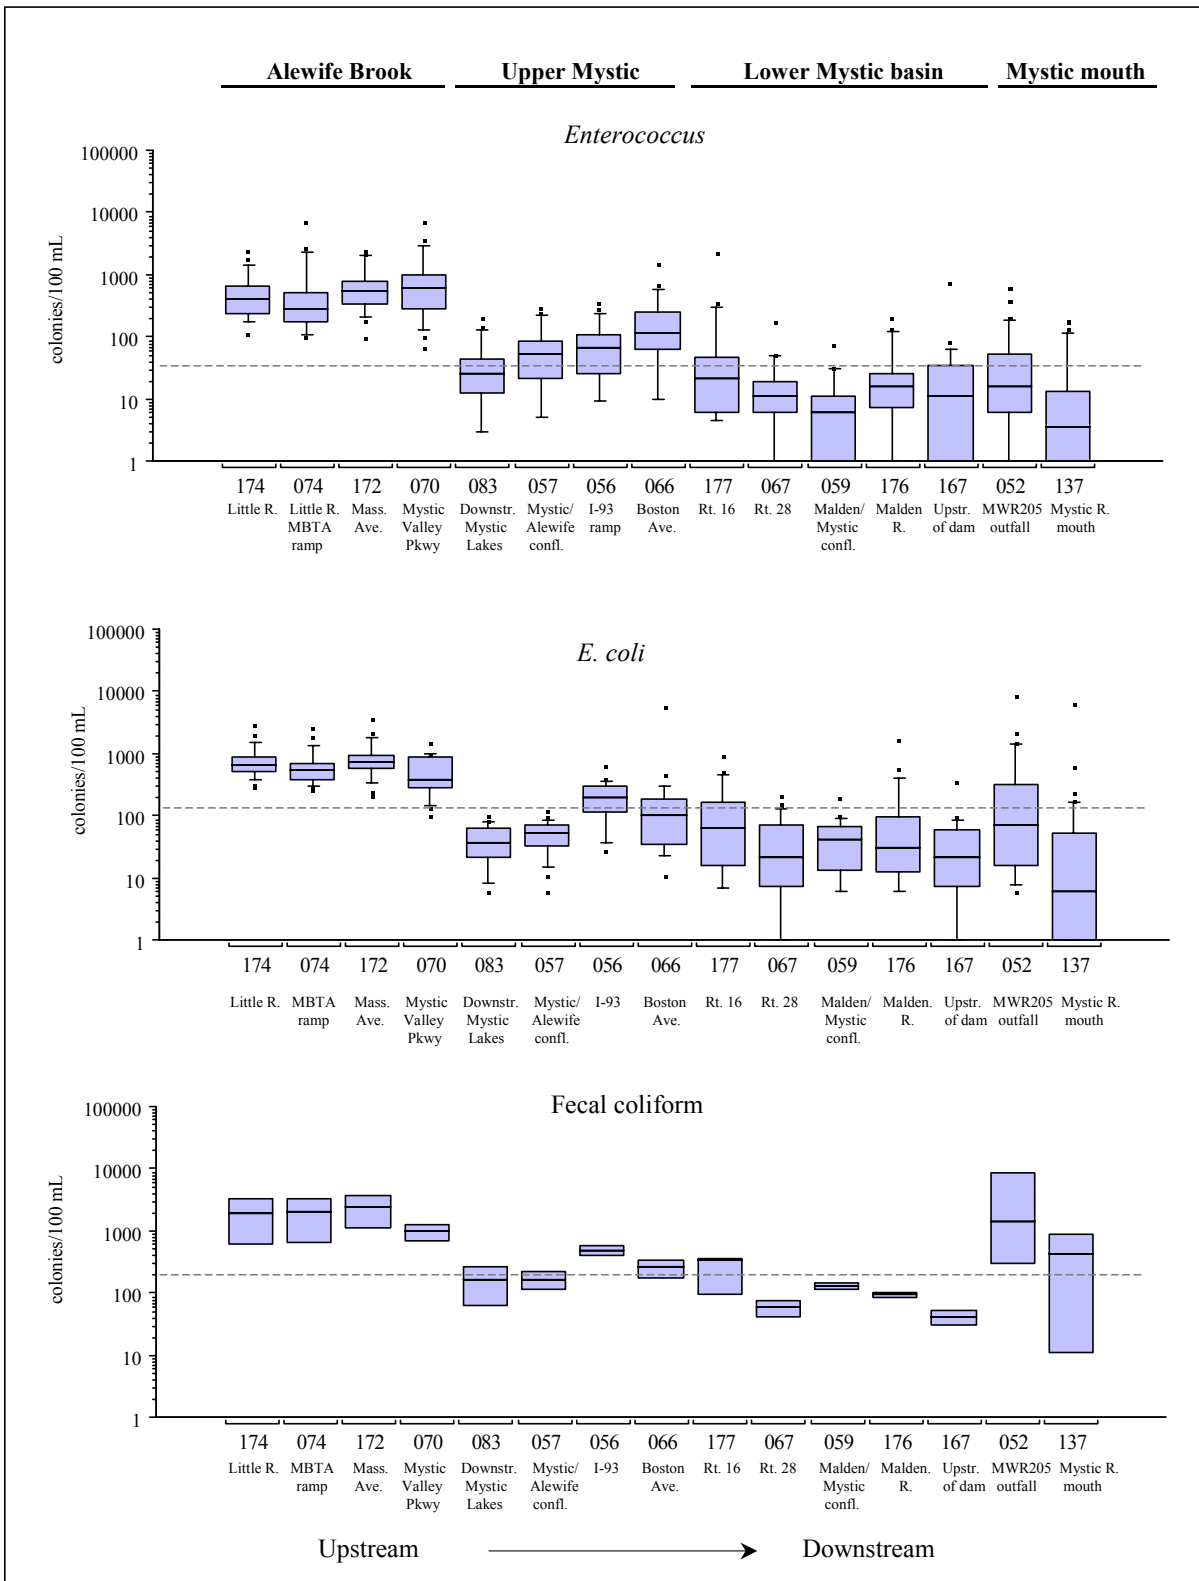 Alewife Brook Upper Mystic Lower Mystic basin Mystic mouth
Enterococcus
colonies/100 mL
100000
10000
1000
100
10
1
174 074 172 070 083 057 056 066 177 067 059 176 167 052 137
Little R. Little R. Mass. Mystic Downstr. Mystic/ I-93 Boston Rt. 16 Rt. 28 Malden/ Malden Upstr. MWR205 Mystic R.
MBTA Ave. Valley Mystic Alewife ramp Ave. Mystic R. of dam outfall mouth
ramp Pkwy Lakes confl. confl.
E. coli
colonies/100 mL
100000
10000
1000
100
10
1
174 074 172 070 083 057 056 066 177 067 059 176 167 052 137
Little R. MBTA Mass. Mystic Downstr. Mystic/ I-93 Boston Rt. 16 Rt. 28 Malden/ Malden. Upstr. MWR205 Mystic R.
ramp Ave. Valley Mystic Alewife Ave. Mystic R. of dam outfall mouth
Pkwy Lakes confl. confl.
Fecal coliform
colonies/100 mL
100000
10000
1000
100
10
1
174 074 172 070 083 057 056 066 177 067 059 176 167 052 137
Little R. MBTA Mass. Mystic Downstr. Mystic/ I-93 Boston Rt. 16 Rt. 28 Malden/ Malden. Upstr. MWR205 Mystic R.
ramp Ave. Valley Mystic Alewife Ave. Mystic R. of dam outfall mouth
Pkwy Lakes confl. confl.
Upstream Downstream